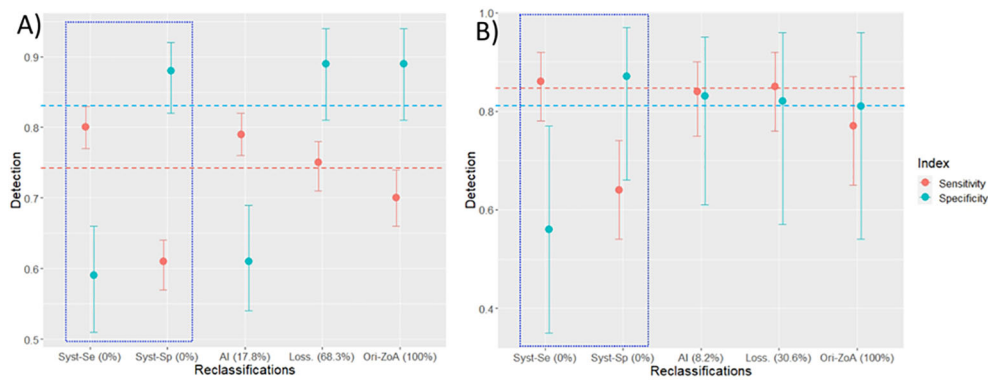 A)
Detection
0.9
0.8
0.7
0.6
0.5
Syst-Se (0%) Syst-Sp (0%) AI (17.8%) Loss. (68.3%) Ori-ZoA (100%)
Reclassifications
B)
Detection
1.0
0.8
0.6
0.4
Syst-Se (0%) Syst-Sp (0%) AI (8.2%) Loss. (30.6%) Ori-ZoA (100%)
Reclassifications
Index
Sensitivity
Specificity